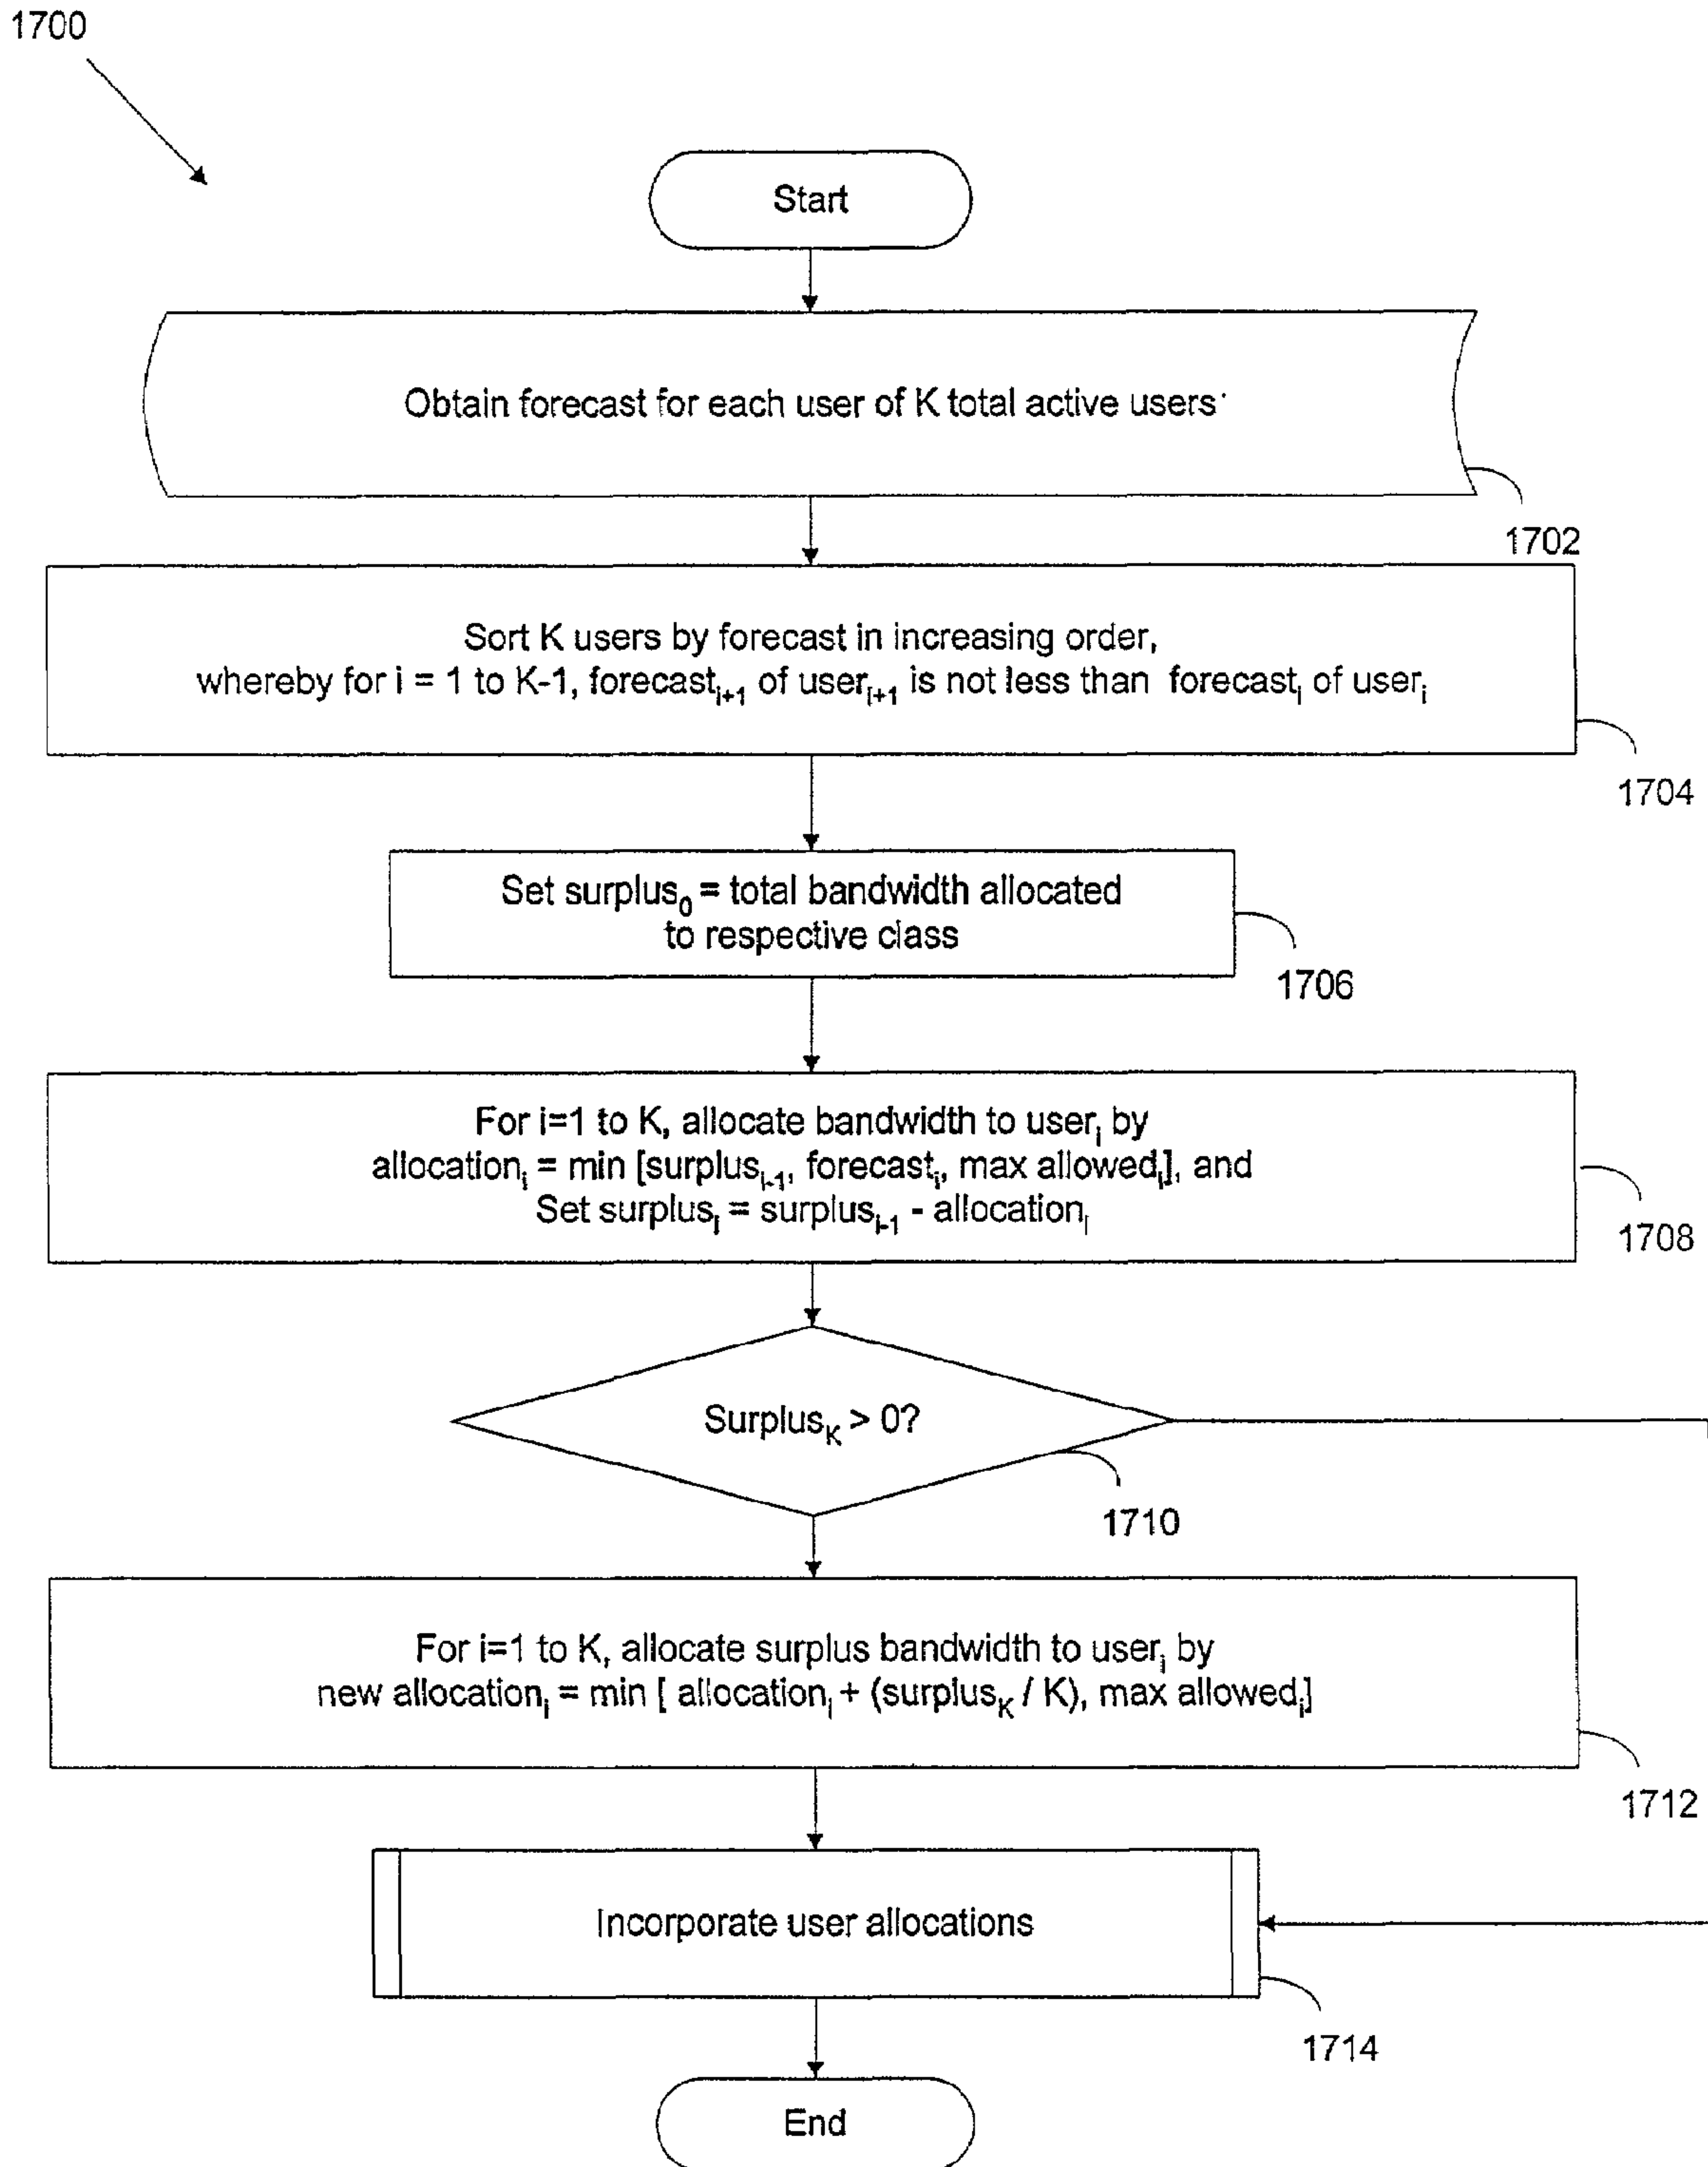 1700
Start
Obtain forecast for each user of K total active users
1702
Sort K users by forecast in increasing order,
whereby for i = 1 to K-1, forecastᵢ₊₁ of userᵢ₊₁ is not less than forecastᵢ of userᵢ
1704
Set surplus₀ = total bandwidth allocated
to respective class
1706
For i=1 to K, allocate bandwidth to userᵢ by
allocationᵢ = min [surplusᵢ₋₁, forecastᵢ, max allowedᵢ], and
Set surplusᵢ = surplusᵢ₋₁ - allocationᵢ
1708
Surplus_K > 0?
1710
For i=1 to K, allocate surplus bandwidth to userᵢ by
new allocationᵢ = min [ allocationᵢ + (surplus_K / K), max allowedᵢ]
1712
Incorporate user allocations
1714
End